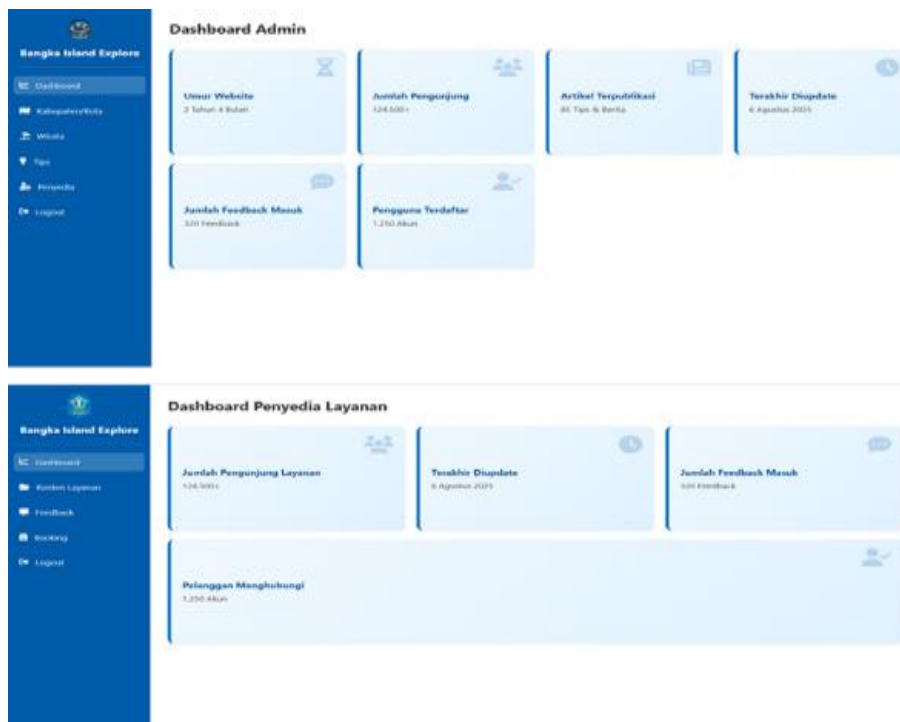 Dashboard Admin
Bangka Island Explore
Dashboard
Kabupaten/Kota
Wisata
Tips
Penyedia
Logout
Umur Website
2 Tahun 4 Bulan
Jumlah Pengunjung
124.500+
Artikel Terpublikasi
85 Tips & Berita
Terakhir Diupdate
6 Agustus 2025
Jumlah Feedback Masuk
320 Feedback
Pengguna Terdaftar
1.250 Akun
Dashboard Penyedia Layanan
Bangka Island Explore
Dashboard
Konten Layanan
Feedback
Booking
Logout
Jumlah Pengunjung Layanan
124.500+
Terakhir Diupdate
6 Agustus 2025
Jumlah Feedback Masuk
320 Feedback
Pelanggan Menghubungi
1.250 Akun